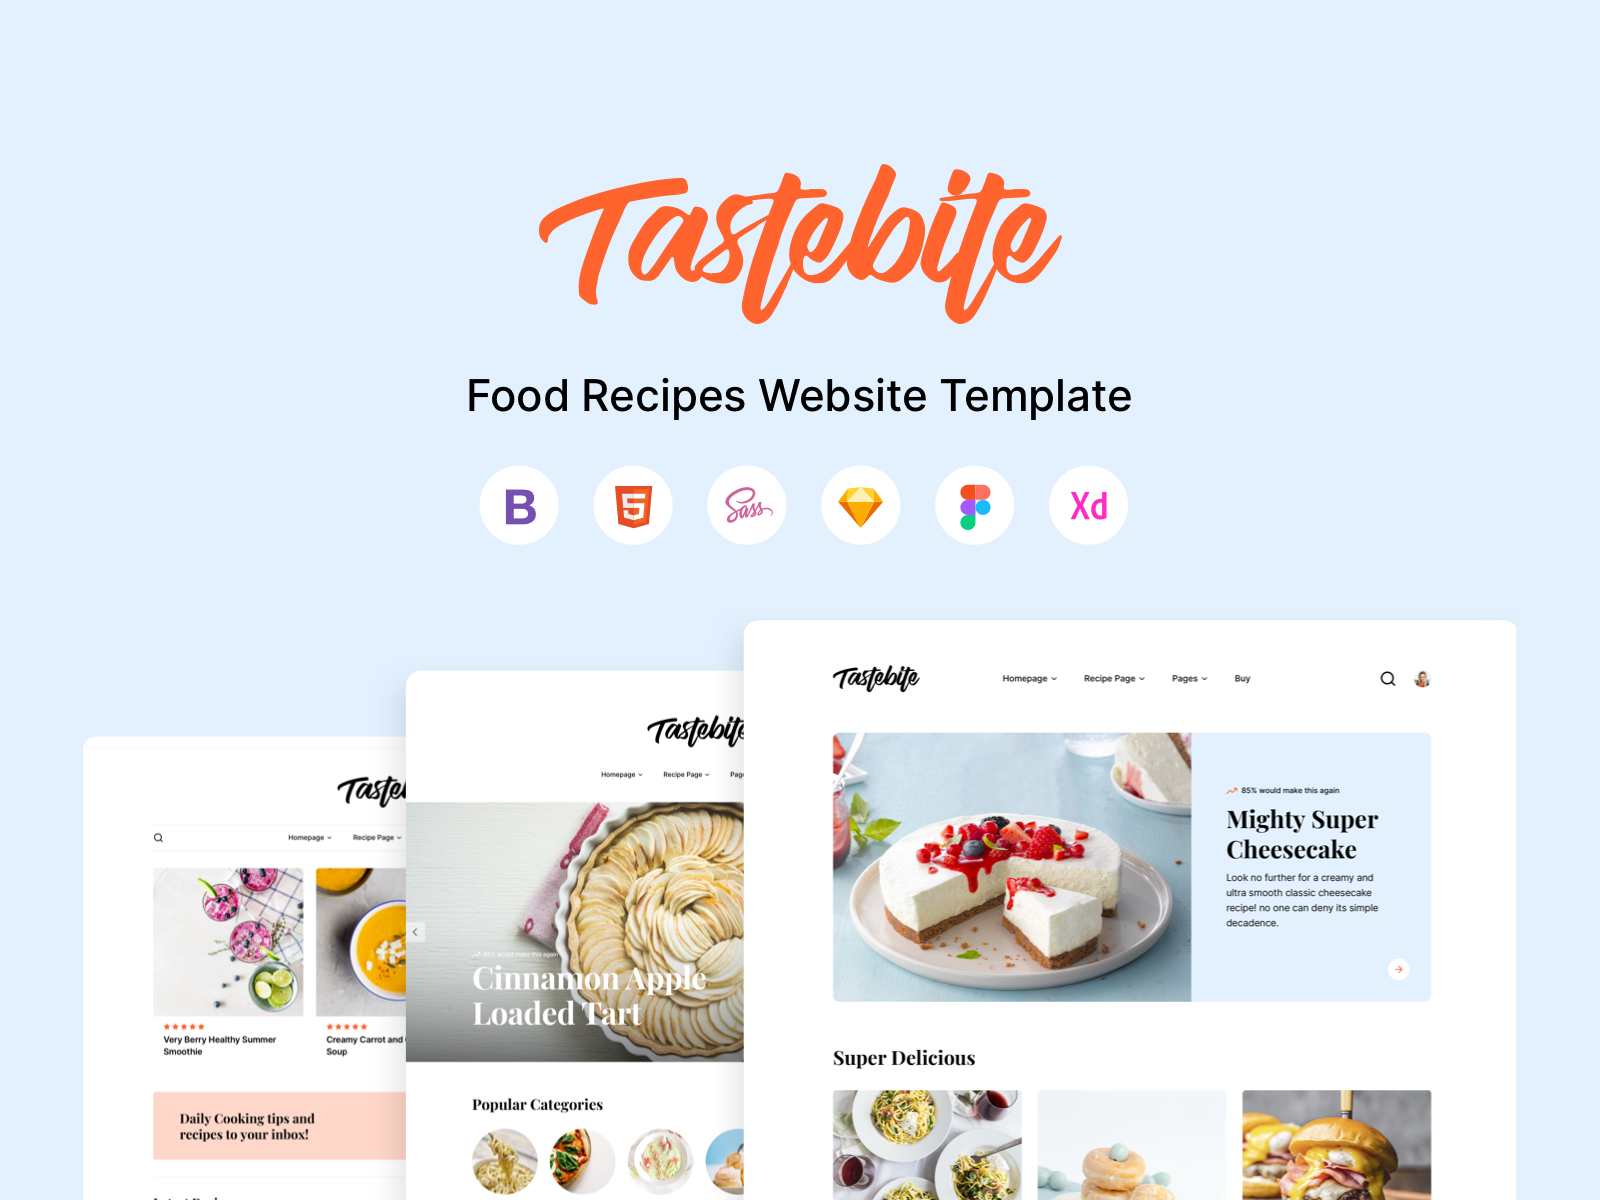 Tastebite
Food Recipes Website Template
B
5
Sass
Xd
Tastebite
Homepage
Recipe Page
Pages
Buy
85% would make this again
Mighty Super
Cheesecake
Look no further for a creamy and
ultra smooth classic cheesecake
recipe! no one can deny its simple
decadence.
Super Delicious
Tastebite
Homepage
Recipe Page
85% would make this again
Cinnamon Apple
Loaded Tart
Popular Categories
Homepage
Recipe Page
Very Berry Healthy Summer
Smoothie
Creamy Carrot and
Soup
Daily Cooking tips and
recipes to your inbox!